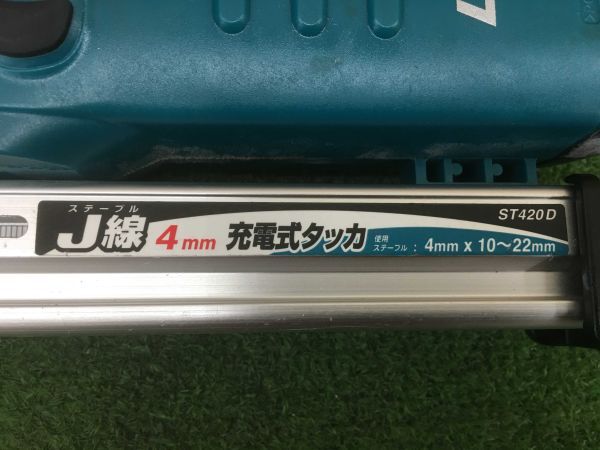 ステープル
J線 4mm 充電式タッカ
使用
ステープル : 4mm x 10～22mm
ST420D